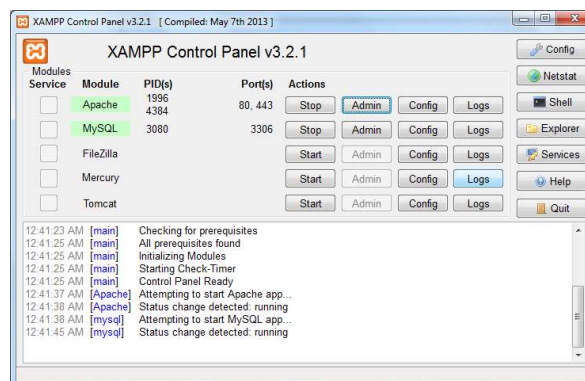 XAMPP Control Panel v3.2.1 [ Compiled: May 7th 2013 ]
XAMPP Control Panel v3.2.1
Config
Modules
Service Module PID(s) Port(s) Actions
Netstat
Apache 1996 4384 80, 443 Stop Admin Config Logs
Shell
MySQL 3080 3306 Stop Admin Config Logs
Explorer
FileZilla Start Admin Config Logs
Services
Mercury Start Admin Config Logs
Help
Tomcat Start Admin Config Logs
Quit
12:41:23 AM [main] Checking for prerequisites
12:41:25 AM [main] All prerequisites found
12:41:25 AM [main] Initializing Modules
12:41:25 AM [main] Starting Check-Timer
12:41:25 AM [main] Control Panel Ready
12:41:37 AM [Apache] Attempting to start Apache app...
12:41:38 AM [Apache] Status change detected: running
12:41:38 AM [mysql] Attempting to start MySQL app...
12:41:45 AM [mysql] Status change detected: running